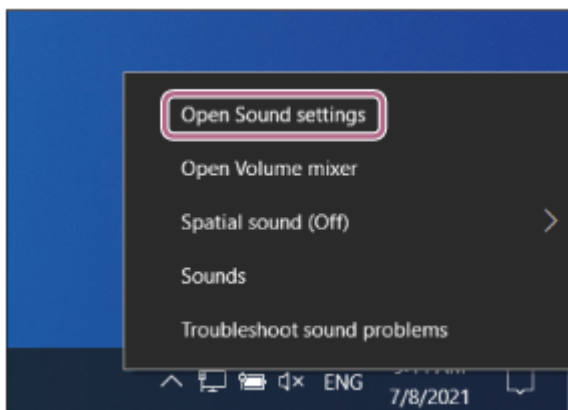 Open Sound settings
Open Volume mixer
Spatial sound (Off)
Sounds
Troubleshoot sound problems
ENG
7/8/2021